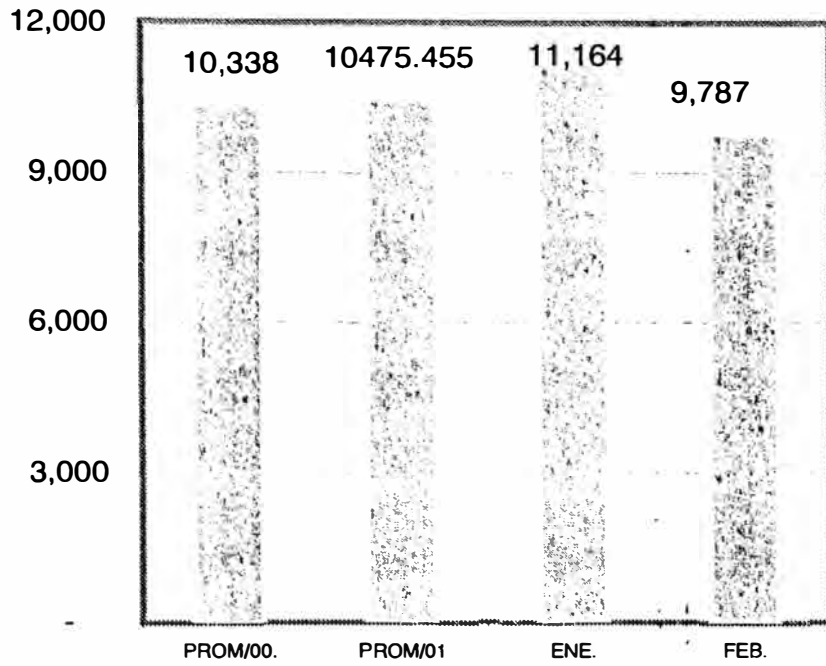 12,000
10,338 10475.455 11,164 9,787
9,000
6,000
3,000
-
PROM/00. PROM/01 ENE. FEB.